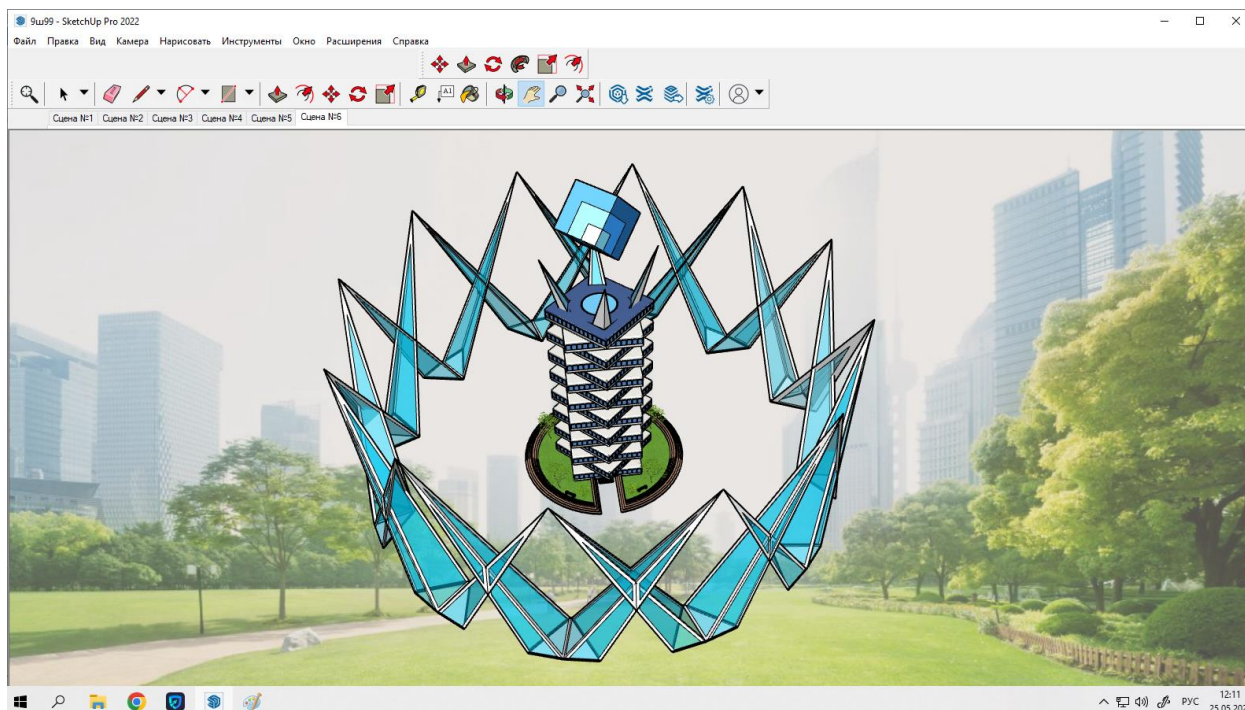 9ш99 - SketchUp Pro 2022
Файл Правка Вид Камера Нарисовать Инструменты Окно Расширения Справка
A1
Сцена №1 Сцена №2 Сцена №3 Сцена №4 Сцена №5 Сцена №6
12:11
РУС